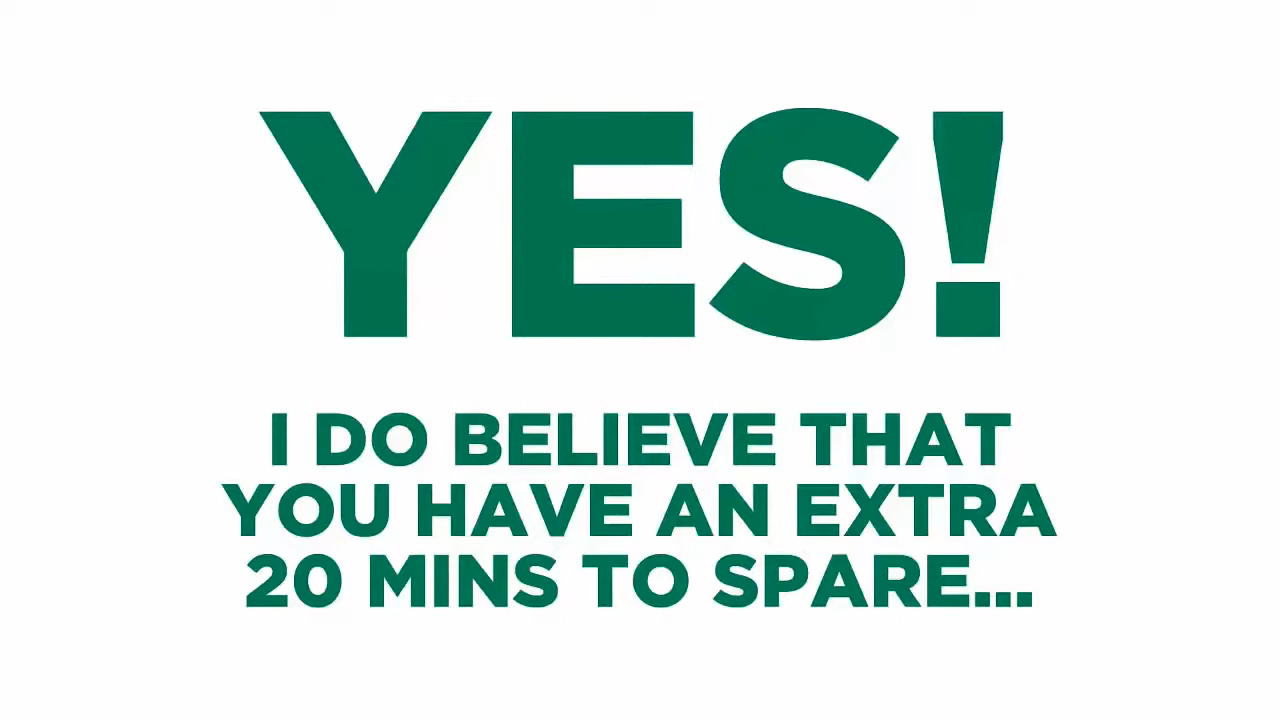 YES!
I DO BELIEVE THAT
YOU HAVE AN EXTRA
20 MINS TO SPARE...